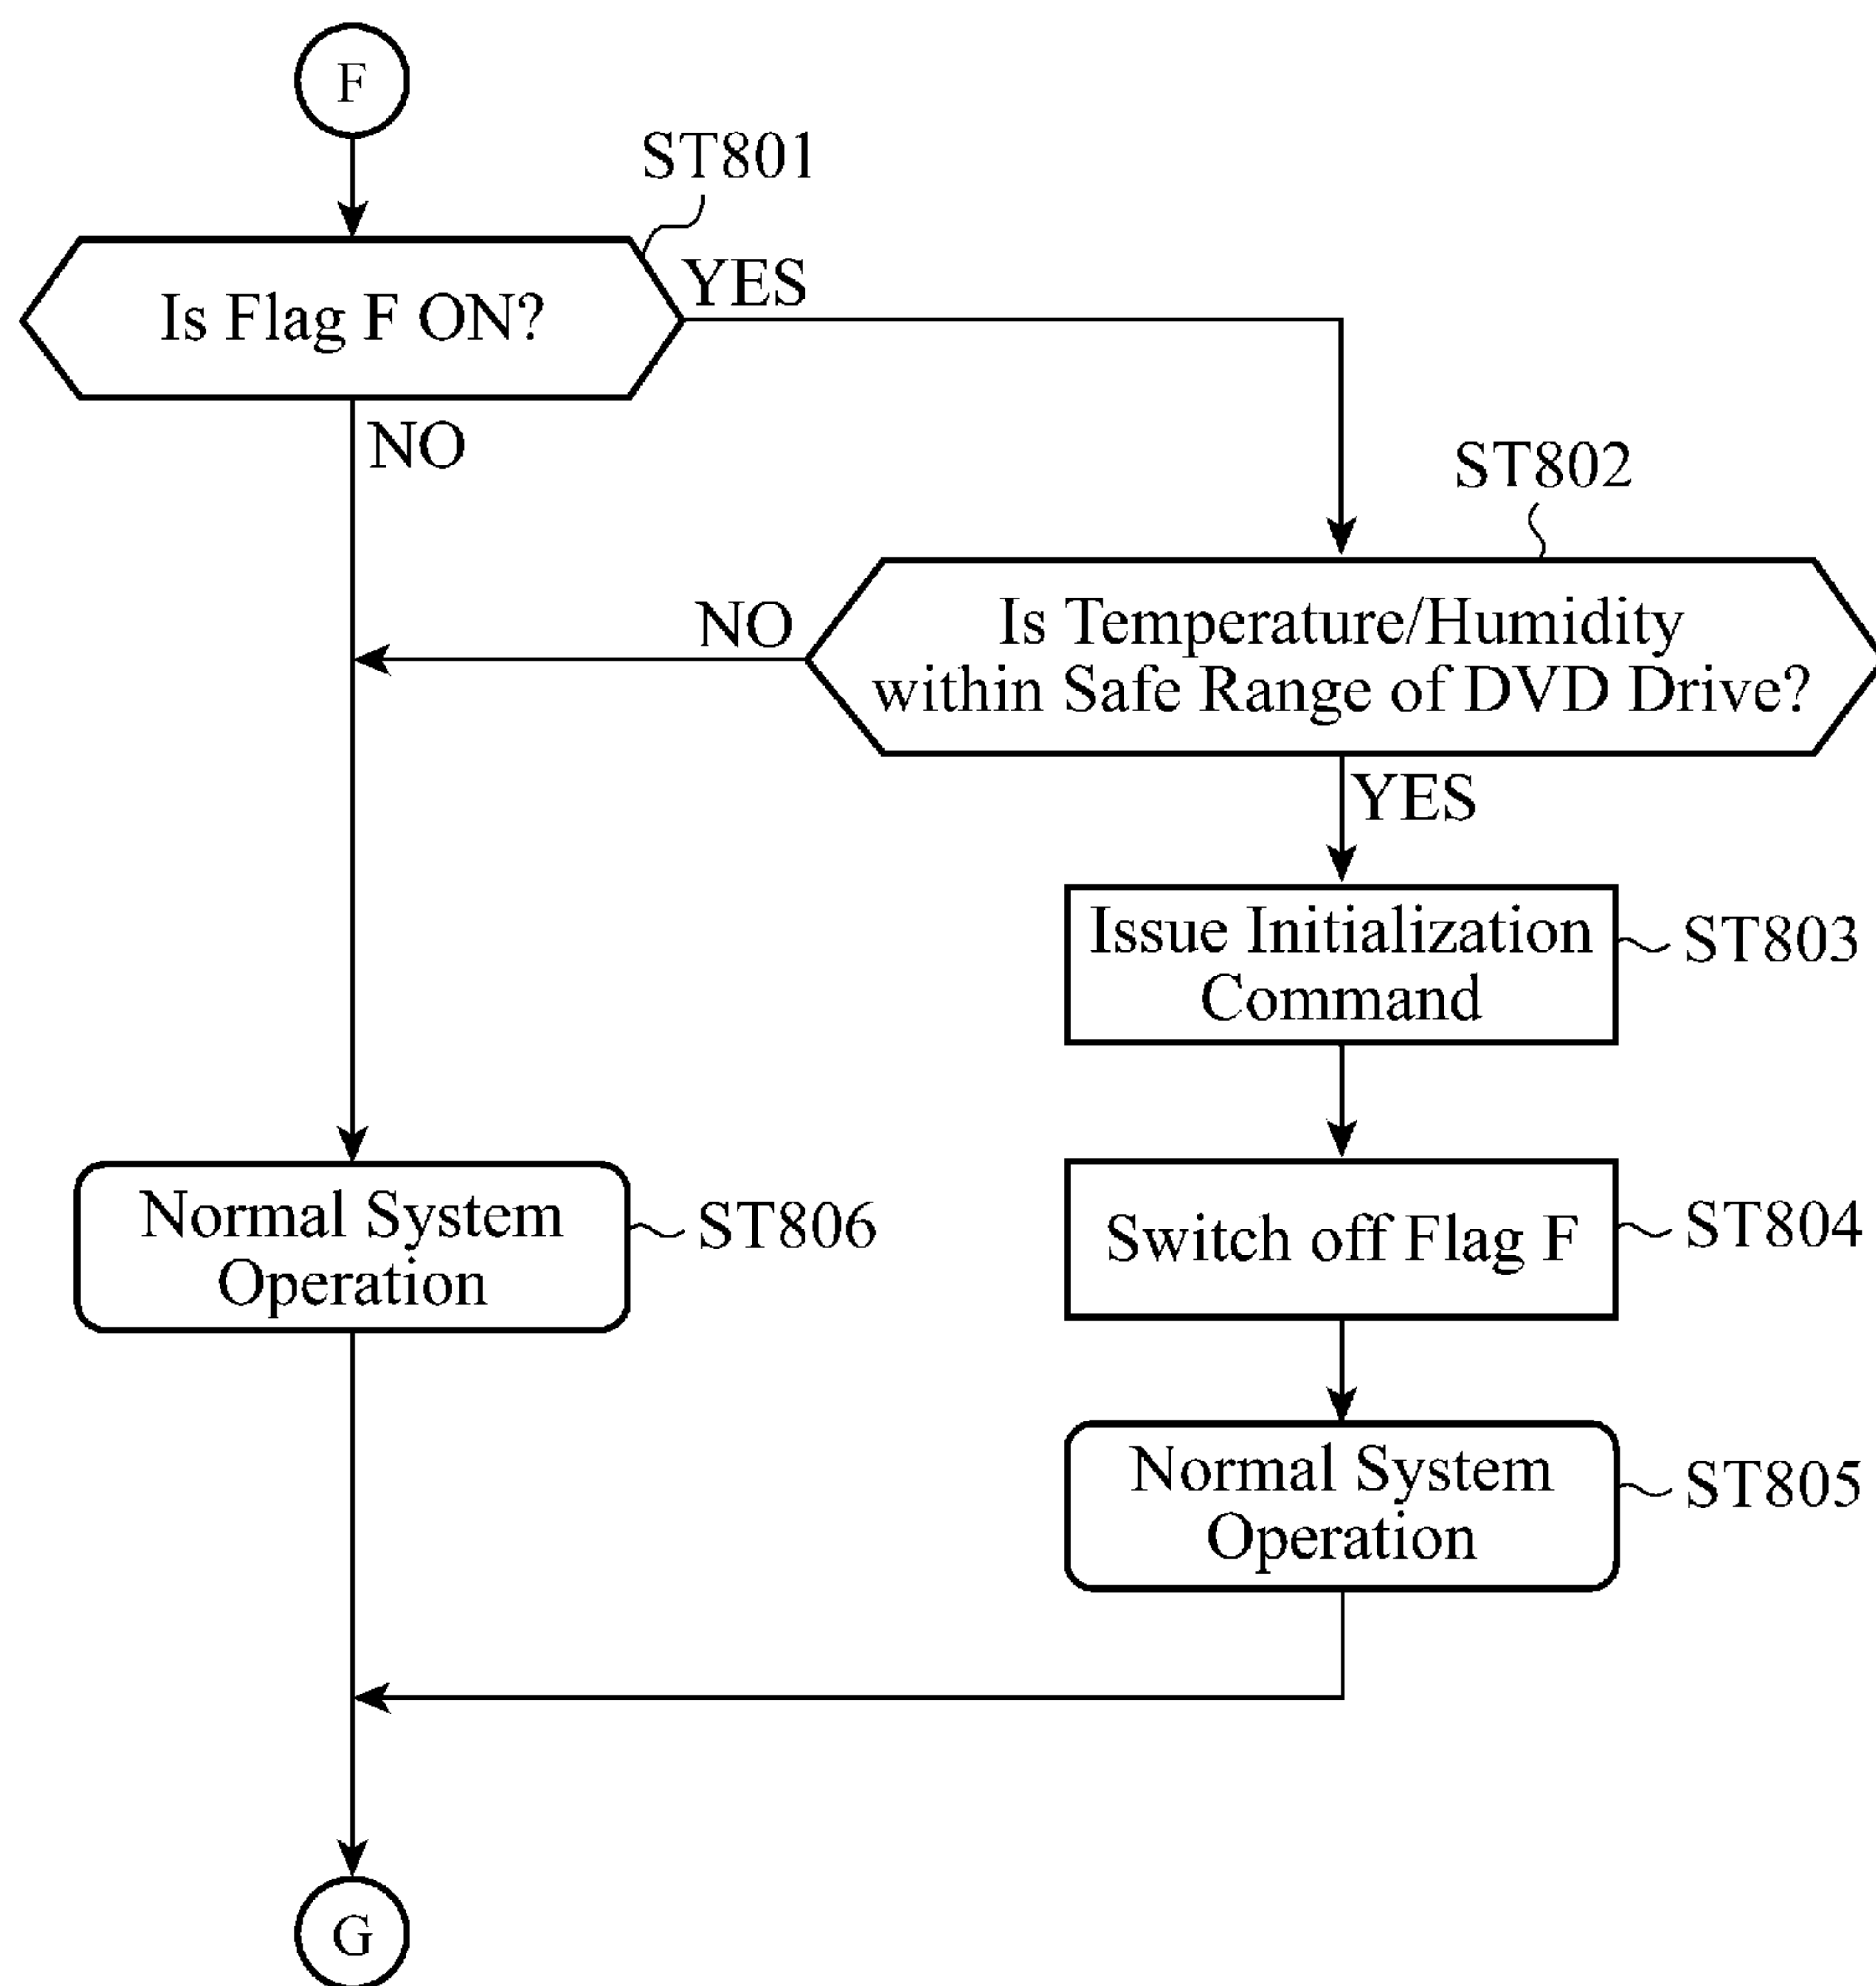 F
ST801
Is Flag F ON?
YES
NO
ST802
Is Temperature/Humidity
within Safe Range of DVD Drive?
NO
YES
Issue Initialization
Command
ST803
Normal System
Operation
ST806
Switch off Flag F
ST804
Normal System
Operation
ST805
G